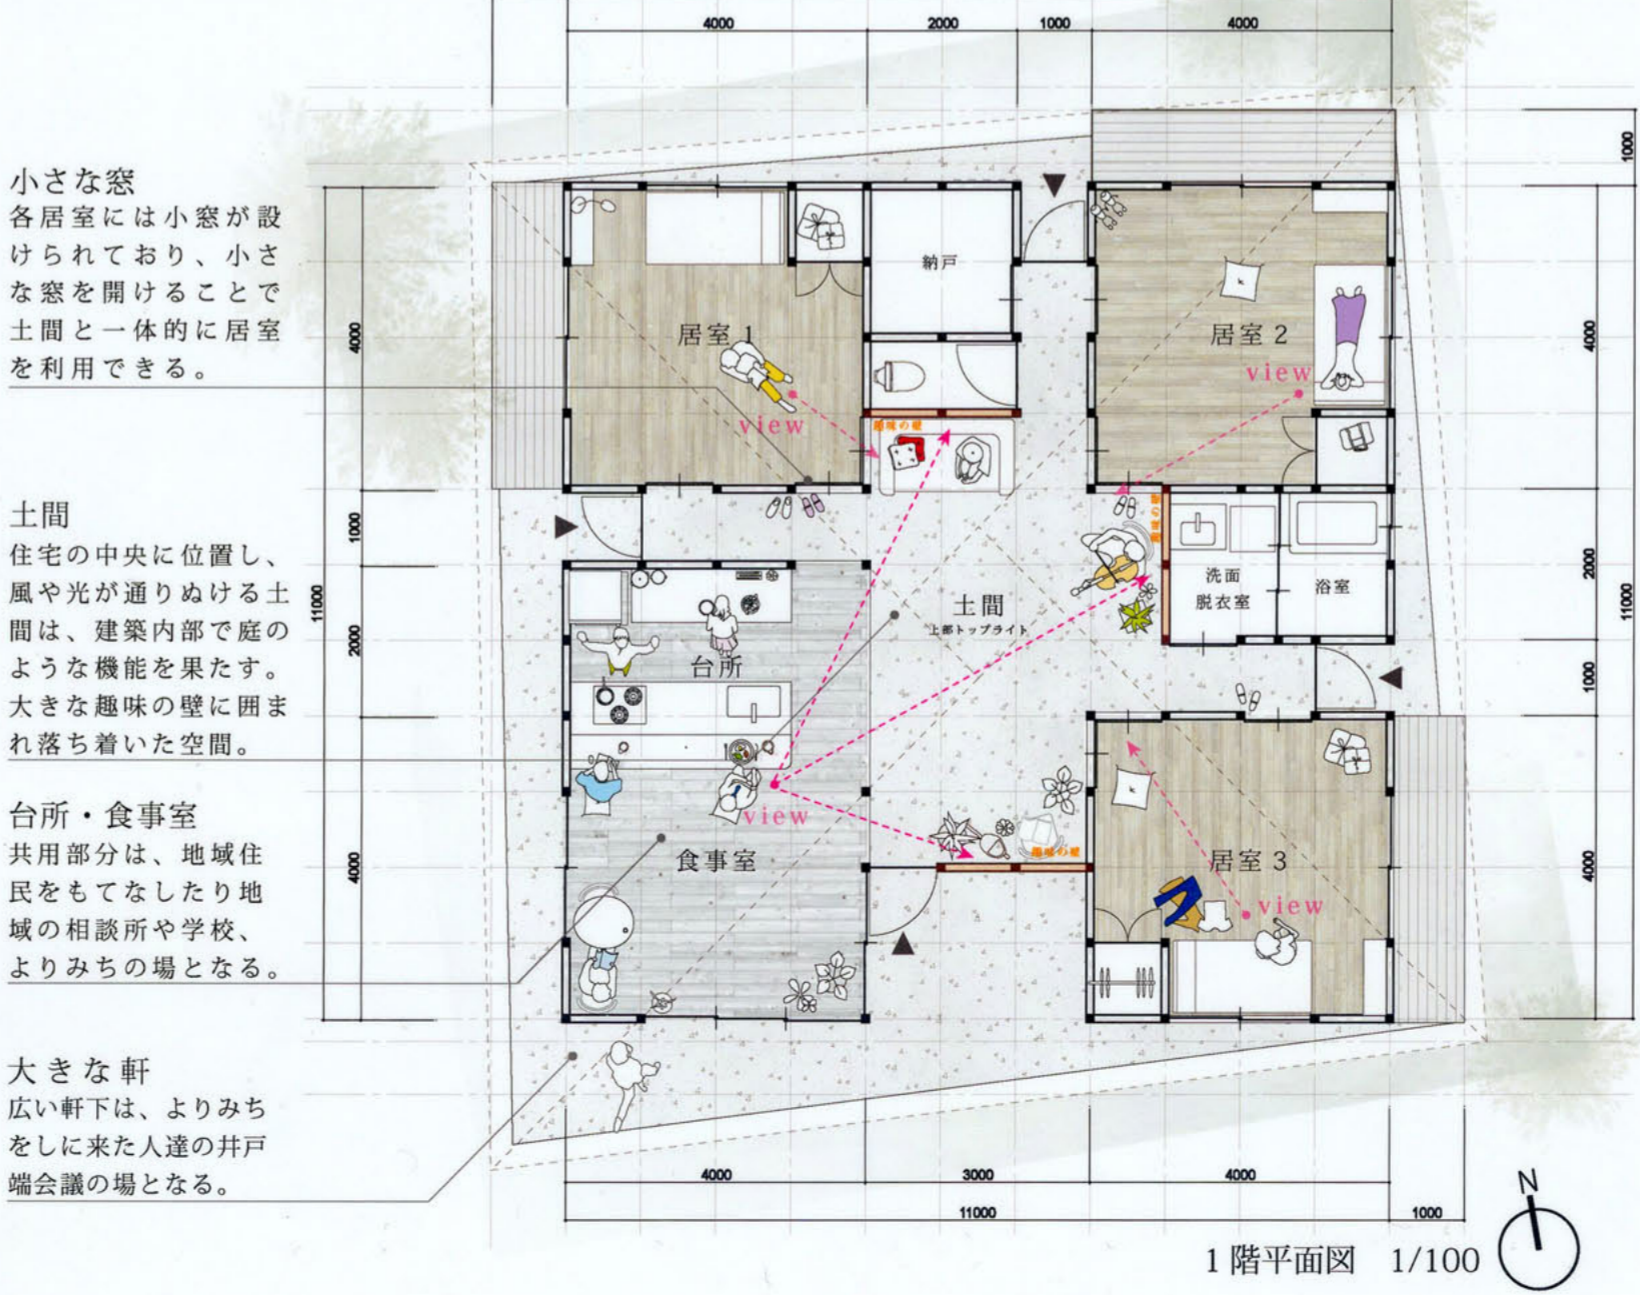 4000
2000
1000
4000
1000
小さな窓
各居室には小窓が設
けられており、小さ
な窓を開けることで
土間と一体的に居室
を利用できる。
納戸
居室 1
居室 2
view
view
趣味の壁
4000
4000
土間
住宅の中央に位置し、
風や光が通りぬける土
間は、建築内部で庭の
ような機能を果たす。
大きな趣味の壁に囲ま
れ落ち着いた空間。
1000
趣味の壁
2000
洗面
脱衣室
浴室
11000
11000
土間
上部トップライト
2000
台所
1000
台所・食事室
共用部分は、地域住
民をもてなしたり地
域の相談所や学校、
よりみちの場となる。
view
趣味の壁
食事室
居室 3
4000
4000
view
大きな軒
広い軒下は、よりみち
をしに来た人達の井戸
端会議の場となる。
4000
3000
4000
11000
1000
N
1 階平面図 1/100